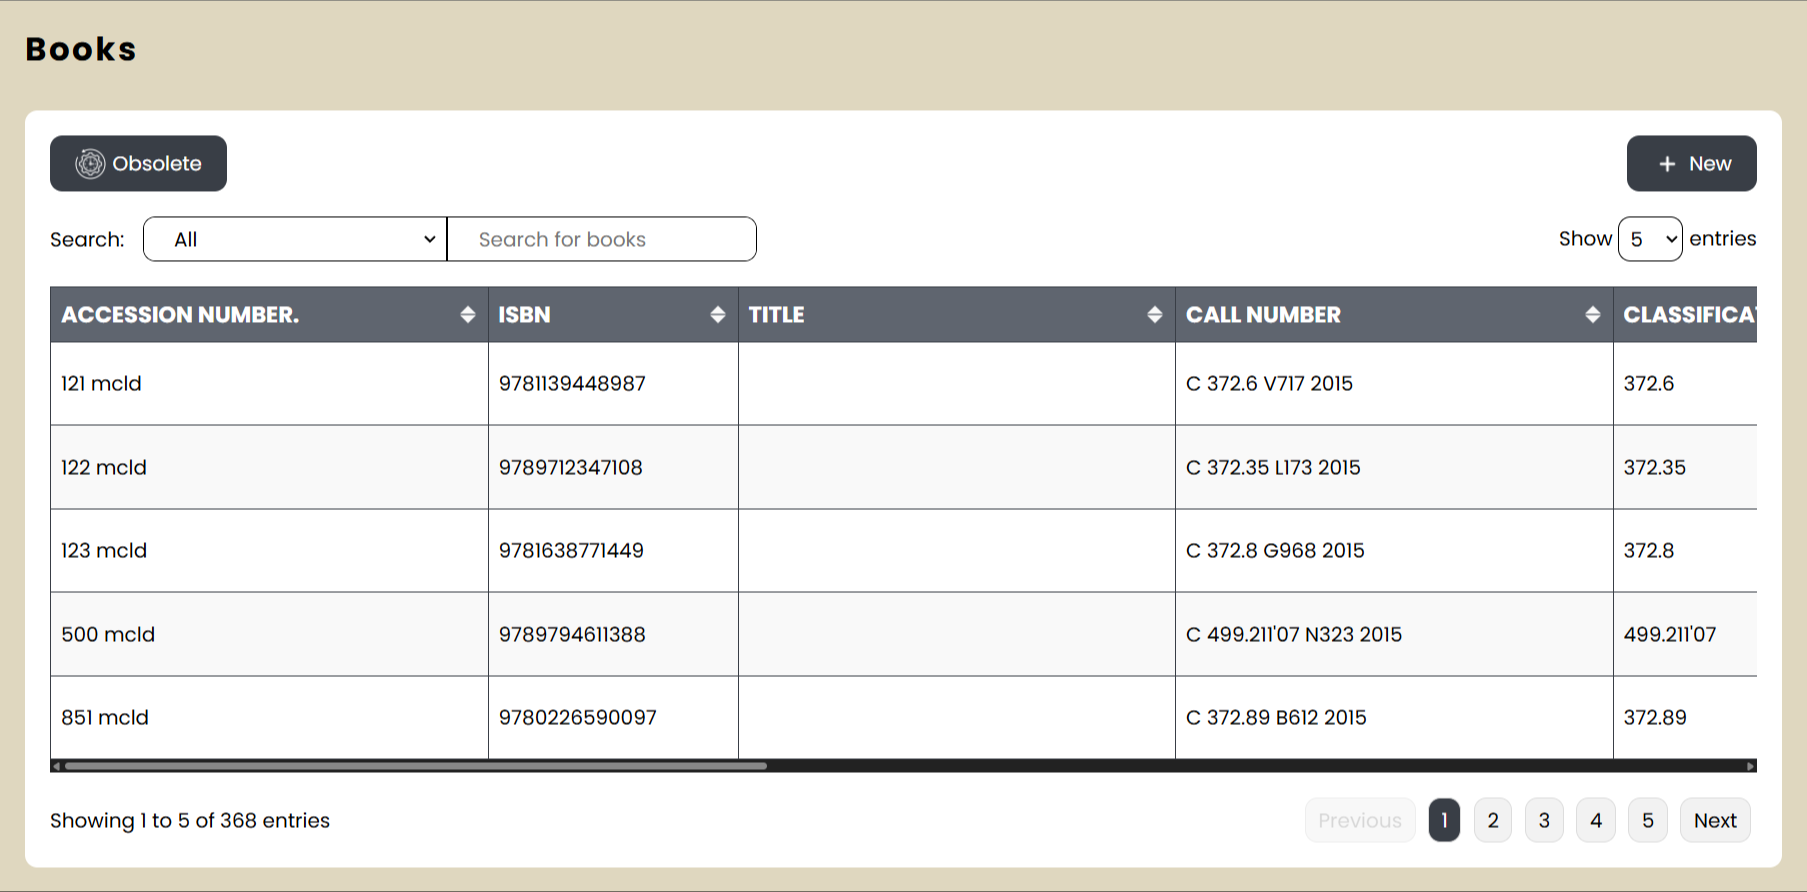 Books
Obsolete
+ New
Search: All Search for books
Show 5 entries
ACCESSION NUMBER. ISBN TITLE CALL NUMBER CLASSIFICA
121 mcld 9781139448987 C 372.6 V717 2015 372.6
122 mcld 9789712347108 C 372.35 L173 2015 372.35
123 mcld 9781638771449 C 372.8 G968 2015 372.8
500 mcld 9789794611388 C 499.211'07 N323 2015 499.211'07
851 mcld 9780226590097 C 372.89 B612 2015 372.89
Showing 1 to 5 of 368 entries
Previous 1 2 3 4 5 Next